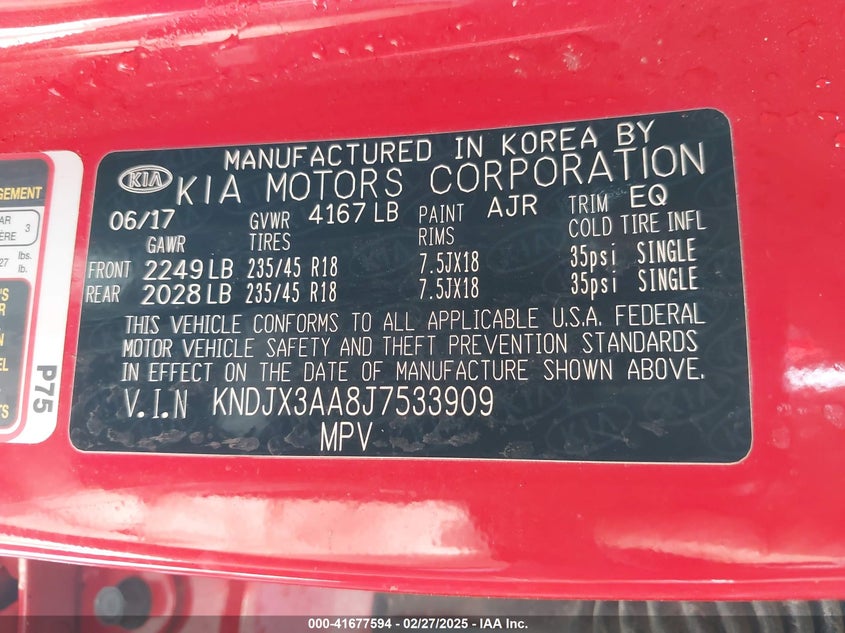 MANUFACTURED IN KOREA BY
KIA KIA MOTORS CORPORATION
06/17 GVWR 4167 LB PAINT AJR TRIM EQ
GAWR TIRES RIMS COLD TIRE INFL
FRONT 2249 LB 235/45 R18 7.5JX18 35psi SINGLE
REAR 2028 LB 235/45 R18 7.5JX18 35psi SINGLE
THIS VEHICLE CONFORMS TO ALL APPLICABLE U.S.A. FEDERAL
MOTOR VEHICLE SAFETY AND THEFT PREVENTION STANDARDS
IN EFFECT ON THE DATE OF MANUFACTURE SHOWN ABOVE.
V.I.N KNDJX3AA8J7533909
MPV
3
lbs.
lb.
P75
000-41677594 - 02/27/2025 - IAA Inc.